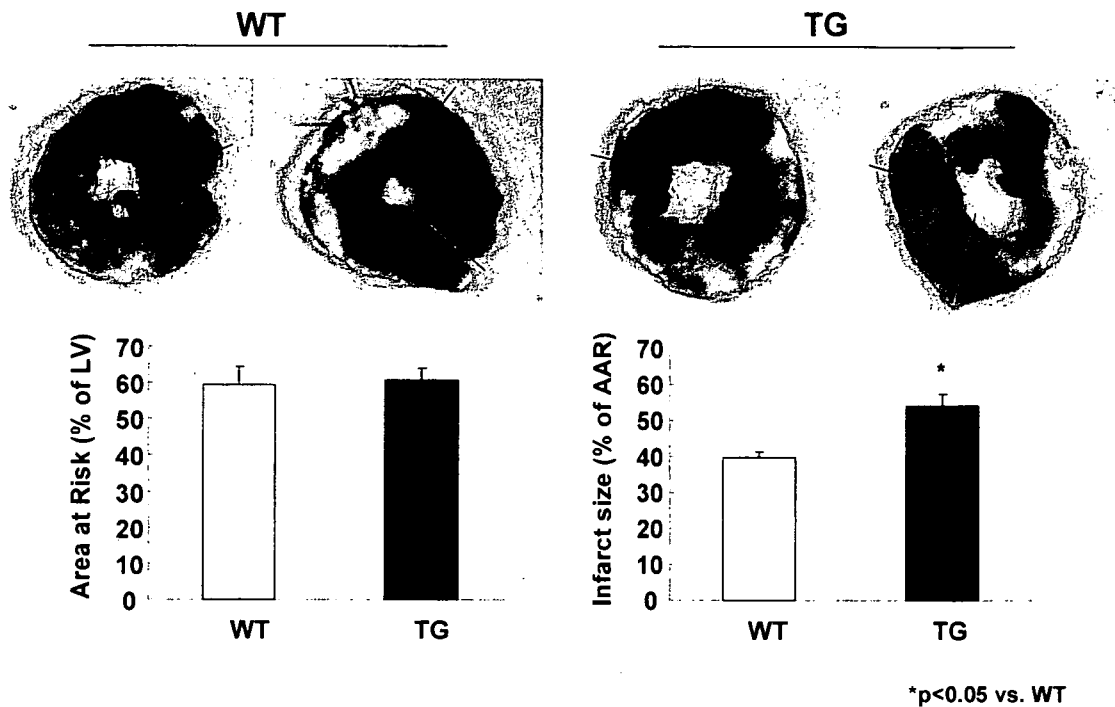 WT
TG
Area at Risk (% of LV)
70
60
50
40
30
20
10
0
WT
TG
Infarct size (% of AAR)
70
60
50
40
30
20
10
0
*
WT
TG
*p<0.05 vs. WT